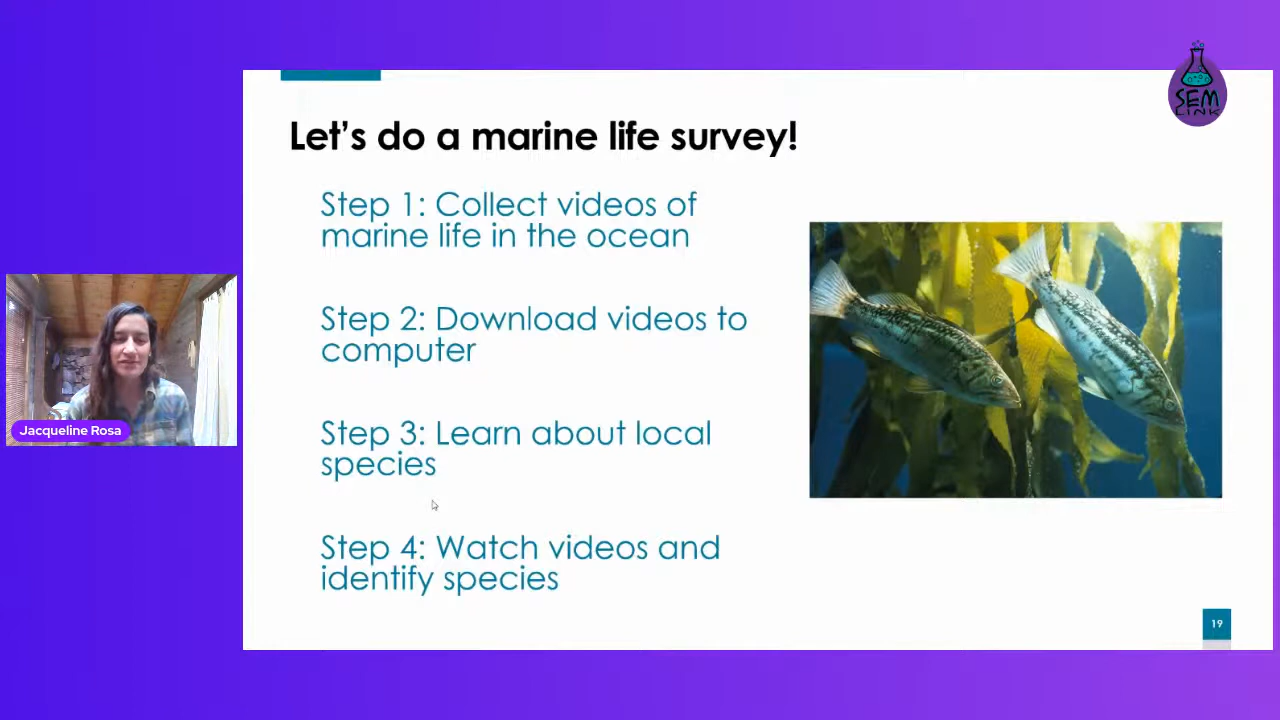 SEM
LINK
Let's do a marine life survey!
Step 1: Collect videos of
marine life in the ocean
Step 2: Download videos to
computer
Step 3: Learn about local
species
Step 4: Watch videos and
identify species
Jacqueline Rosa
19